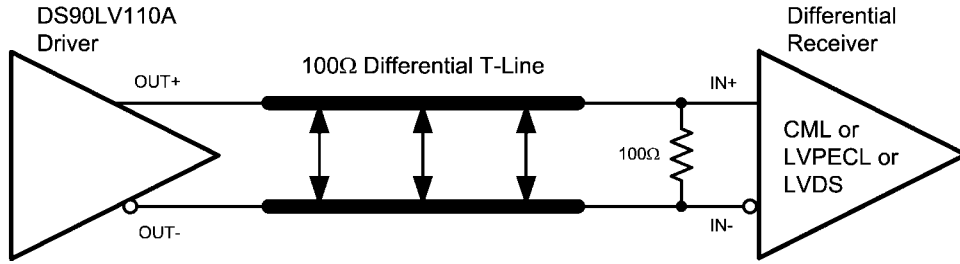 DS90LV110A
Driver
OUT+
OUT-
100Ω Differential T-Line
100Ω
IN+
IN-
Differential
Receiver
CML or
LVPECL or
LVDS